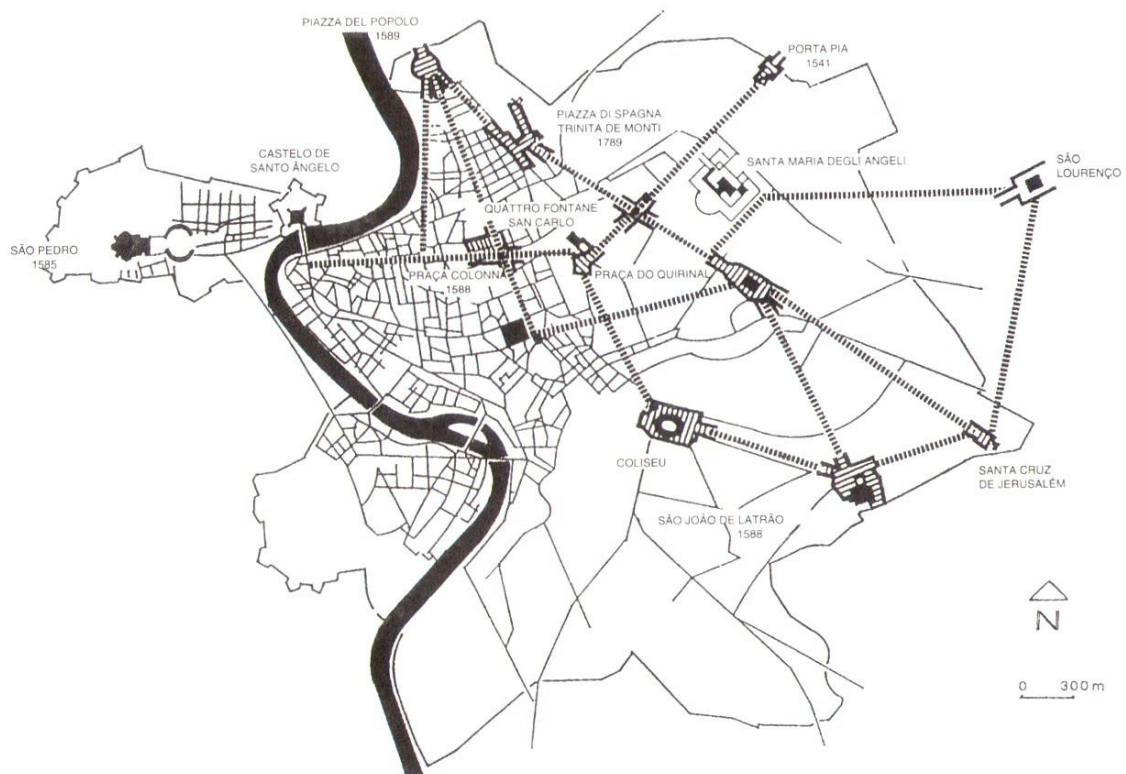 PIAZZA DEL POPOLO
1589
PORTA PIA
1541
PIAZZA DI SPAGNA
TRINITA DE MONTI
1789
CASTELO DE
SANTO ÂNGELO
SANTA MARIA DEGLI ANGELI
SÃO
LOURENÇO
QUATTRO FONTANE
SAN CARLO
SÃO PEDRO
1585
PRAÇA COLONNA
1588
PRAÇA DO QUIRINAL
COLISEU
SANTA CRUZ
DE JERUSALÉM
SÃO JOÃO DE LATRÃO
1588
N
0 300 m